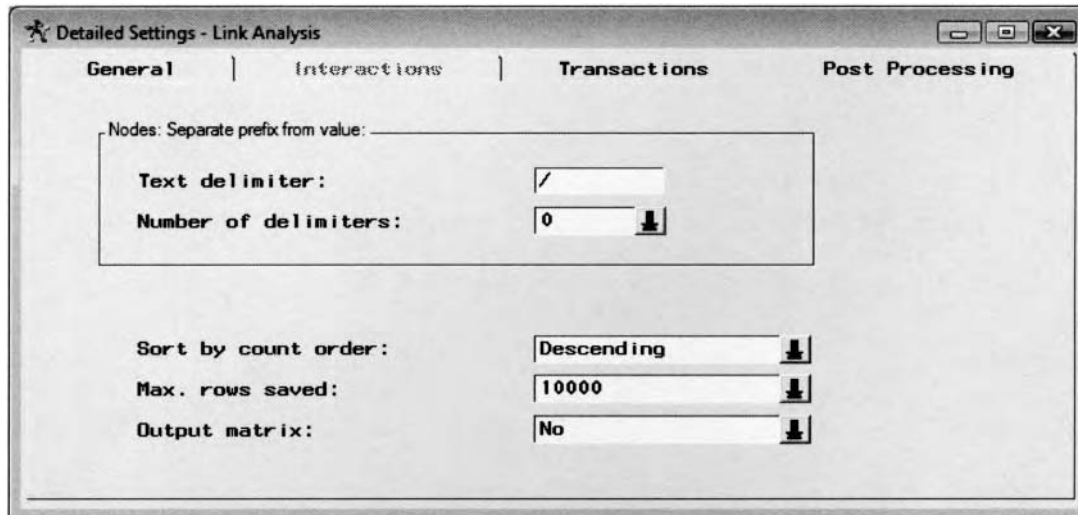 Detailed Settings - Link Analysis
General Interactions Transactions Post Processing
Nodes: Separate prefix from value:
Text delimiter: /
Number of delimiters: 0
Sort by count order: Descending
Max. rows saved: 10000
Output matrix: No